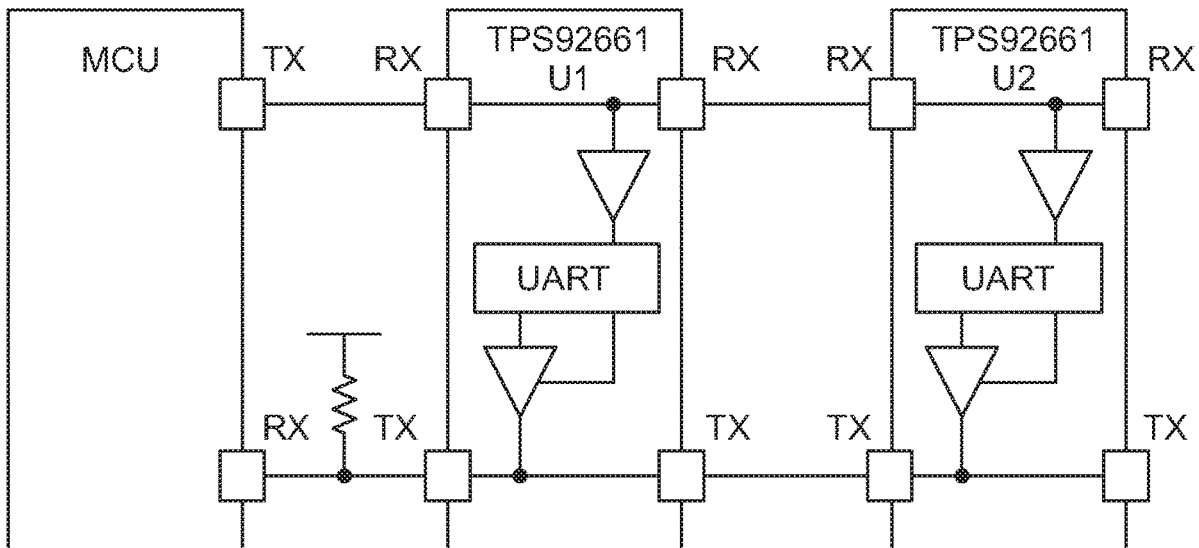 MCU
TX
RX
TPS92661
U1
RX
RX
TPS92661
U2
RX
UART
UART
RX
TX
TX
TX
TX